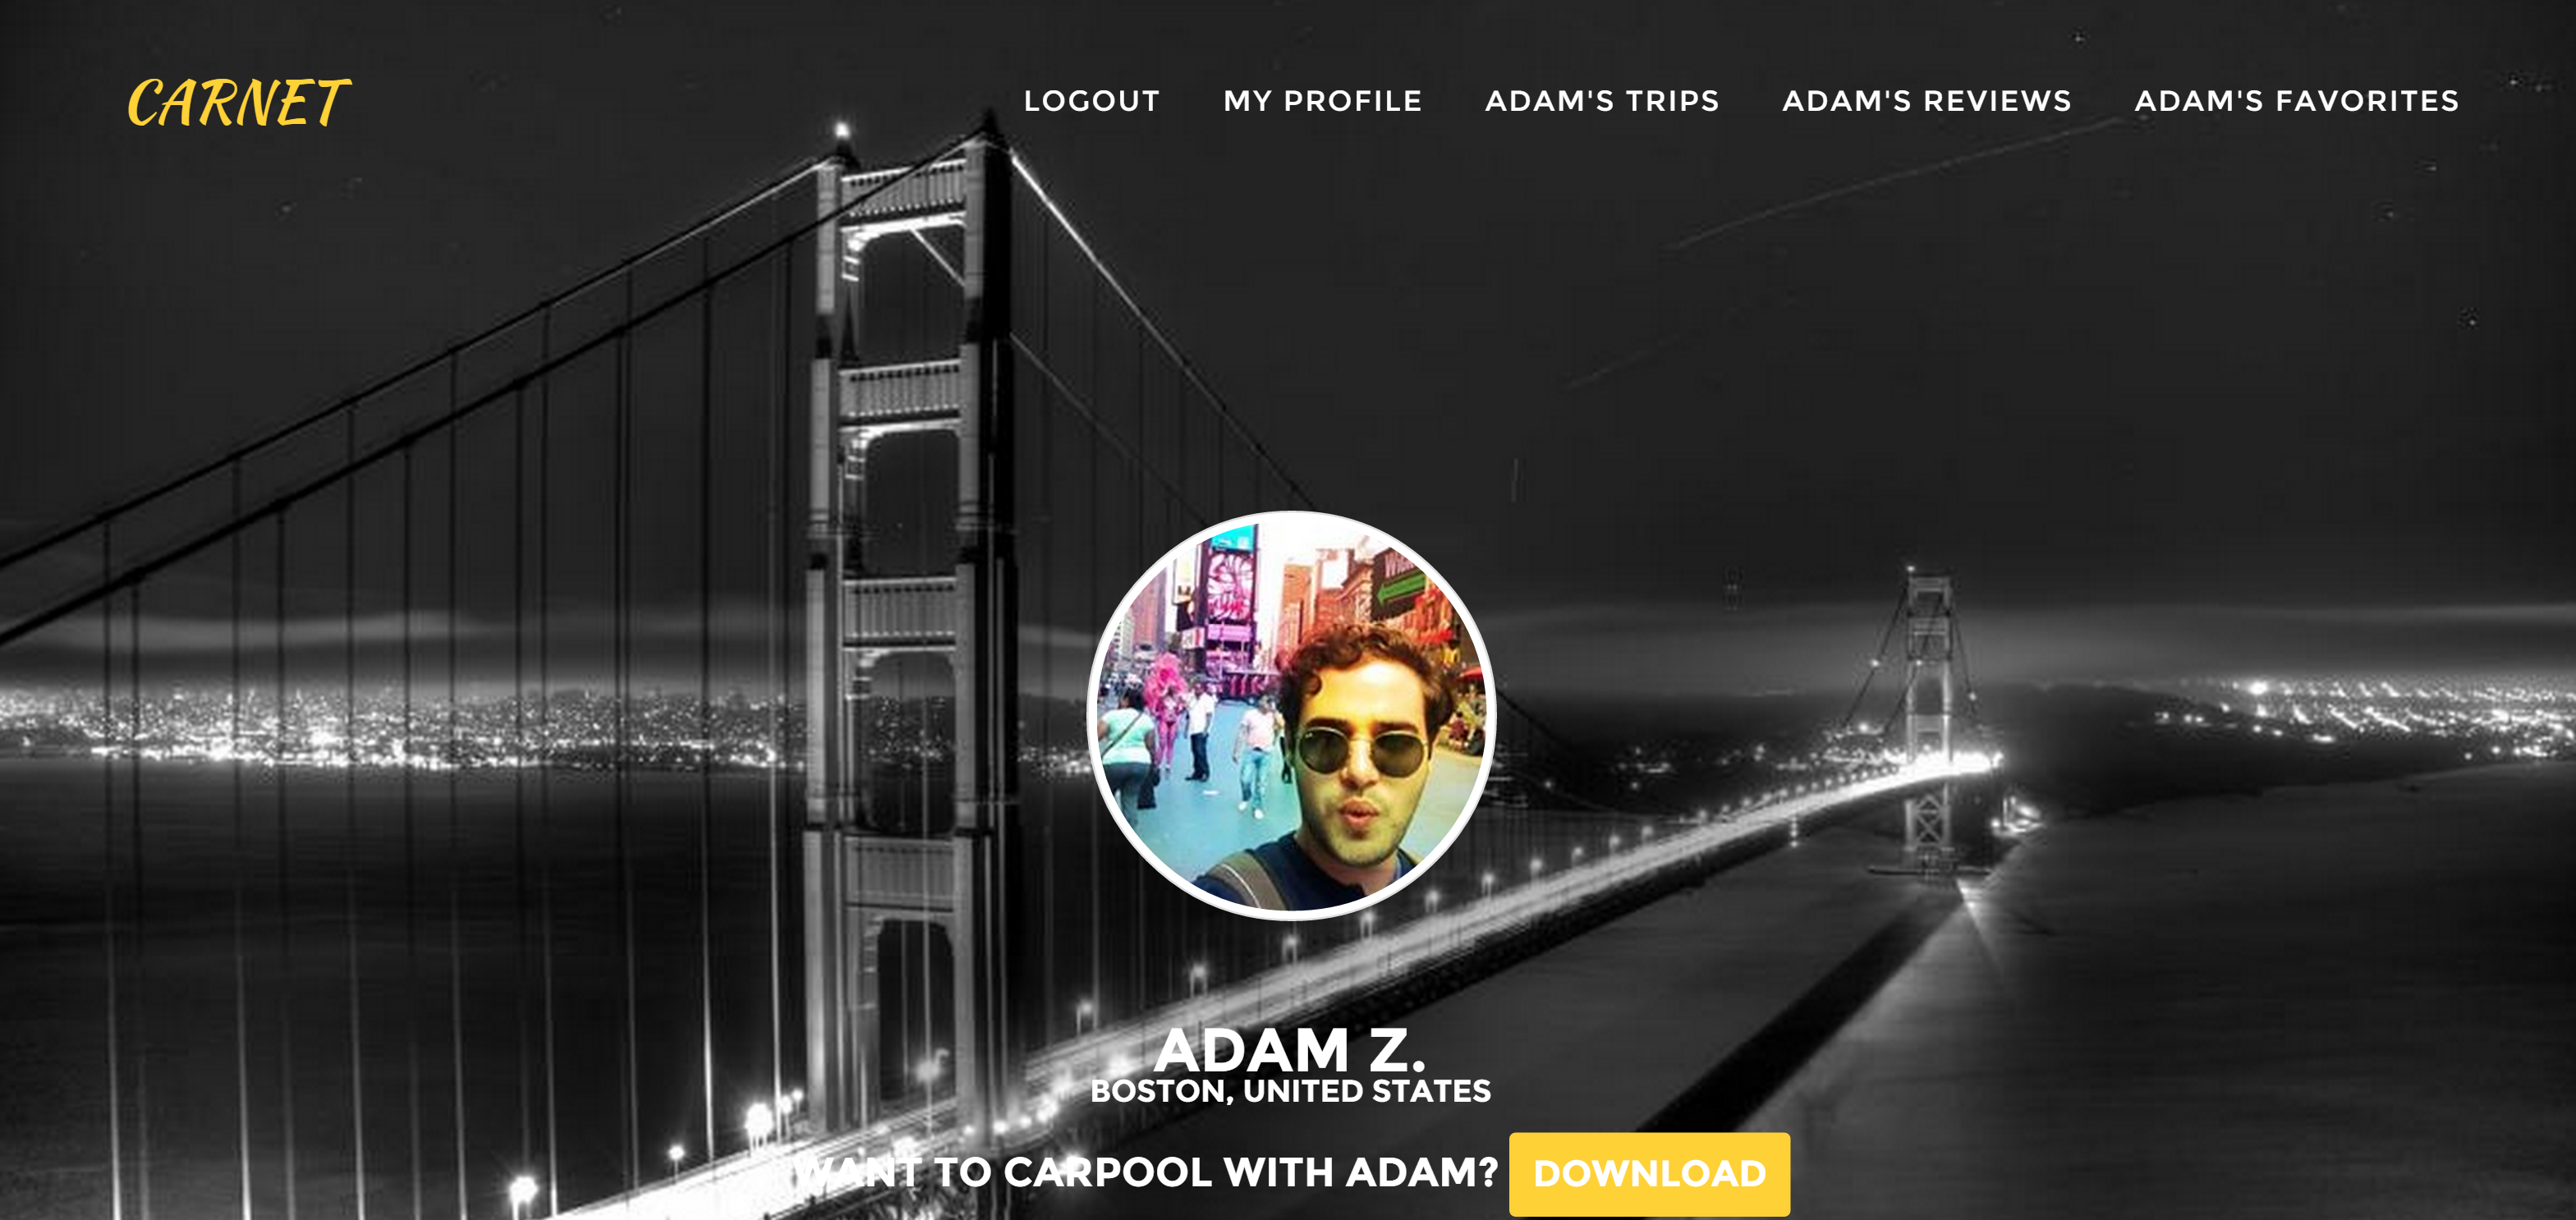 CARNET
LOGOUT MY PROFILE ADAM'S TRIPS ADAM'S REVIEWS ADAM'S FAVORITES
ADAM Z.
BOSTON, UNITED STATES
WANT TO CARPOOL WITH ADAM? DOWNLOAD